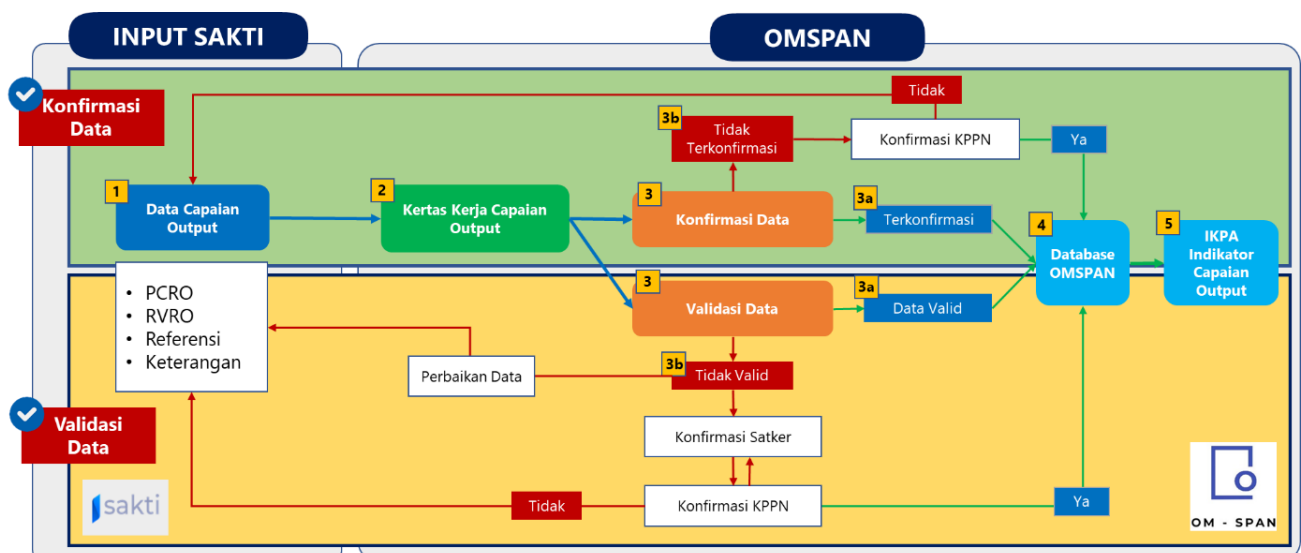 INPUT SAKTI
OMSPAN
Konfirmasi
Data
Tidak
3b
Tidak
Terkonfirmasi
Konfirmasi KPPN
Ya
1
Data Capaian
Output
2
Kertas Kerja Capaian
Output
3
Konfirmasi Data
3a
Terkonfirmasi
4
Database
OMSPAN
5
IKPA
Indikator
Capaian
Output
• PCRO
• RVRO
• Referensi
• Keterangan
3
Validasi Data
3a
Data Valid
Perbaikan Data
3b
Tidak Valid
Validasi
Data
Konfirmasi Satker
sakti
Tidak
Konfirmasi KPPN
Ya
OM - SPAN